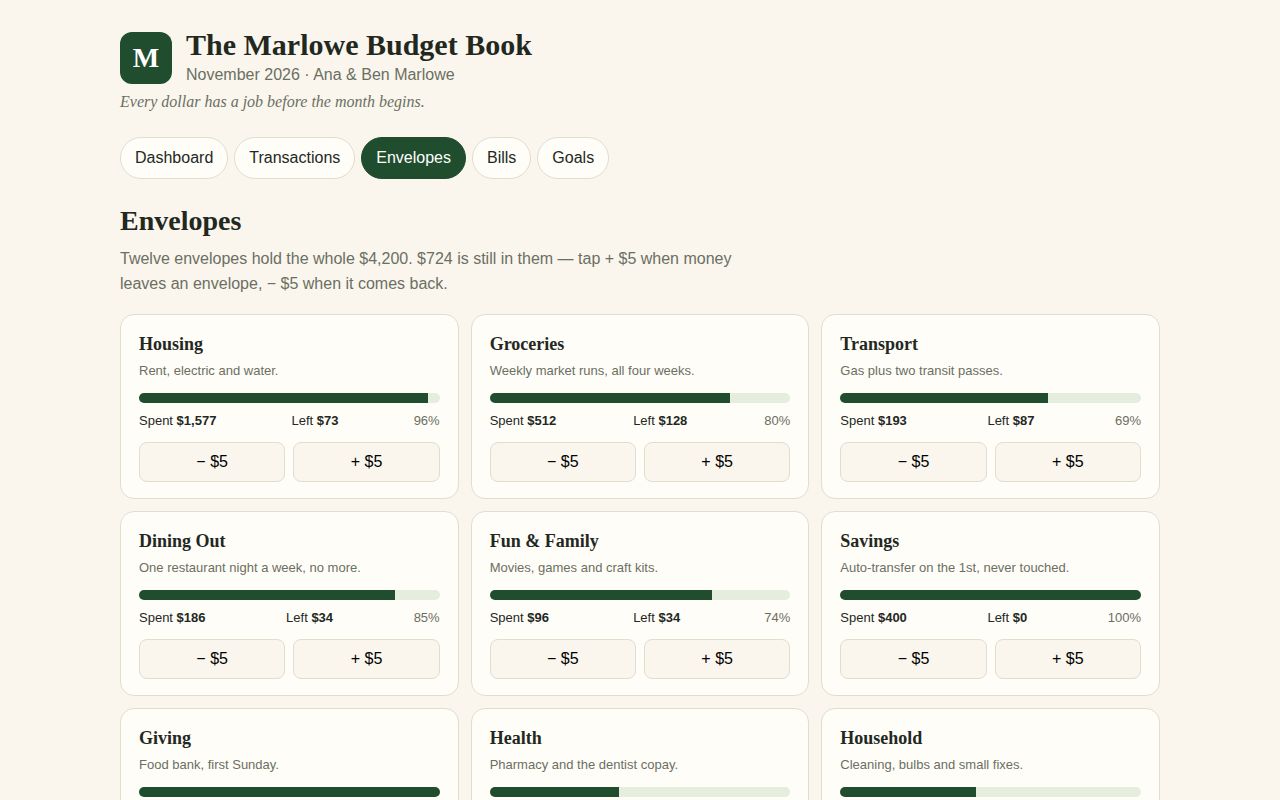 M
The Marlowe Budget Book
November 2026 · Ana & Ben Marlowe
Every dollar has a job before the month begins.
Dashboard Transactions Envelopes Bills Goals
Envelopes
Twelve envelopes hold the whole $4,200. $724 is still in them — tap + $5 when money
leaves an envelope, − $5 when it comes back.
Housing
Rent, electric and water.
Spent $1,577 Left $73 96%
− $5 + $5
Groceries
Weekly market runs, all four weeks.
Spent $512 Left $128 80%
− $5 + $5
Transport
Gas plus two transit passes.
Spent $193 Left $87 69%
− $5 + $5
Dining Out
One restaurant night a week, no more.
Spent $186 Left $34 85%
− $5 + $5
Fun & Family
Movies, games and craft kits.
Spent $96 Left $34 74%
− $5 + $5
Savings
Auto-transfer on the 1st, never touched.
Spent $400 Left $0 100%
− $5 + $5
Giving
Food bank, first Sunday.
Health
Pharmacy and the dentist copay.
Household
Cleaning, bulbs and small fixes.